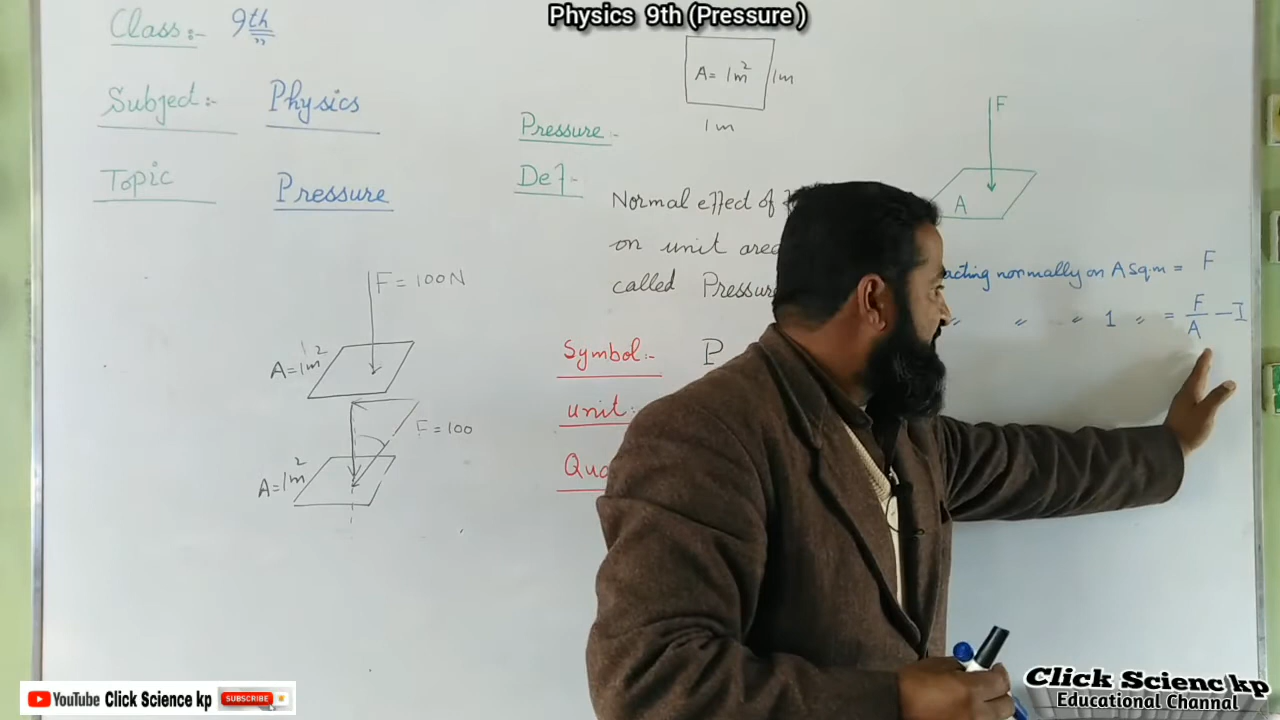 Physics 9th (Pressure)
Class:- 9th
Subject:- Physics
Topic Pressure
A = 1m² 1m
1m
Pressure:-
Def-
Normal effect of
on unit area
called Pressure
F
A
acting normally on A sq.m = F
〃 〃 〃 1 〃 = F/A - I
F = 100N
A = 1m²
F = 100
A = 1m²
Symbol:- P
unit:
YouTube Click Science kp SUBSCRIBE
Click Scienc kp
Educational Channel